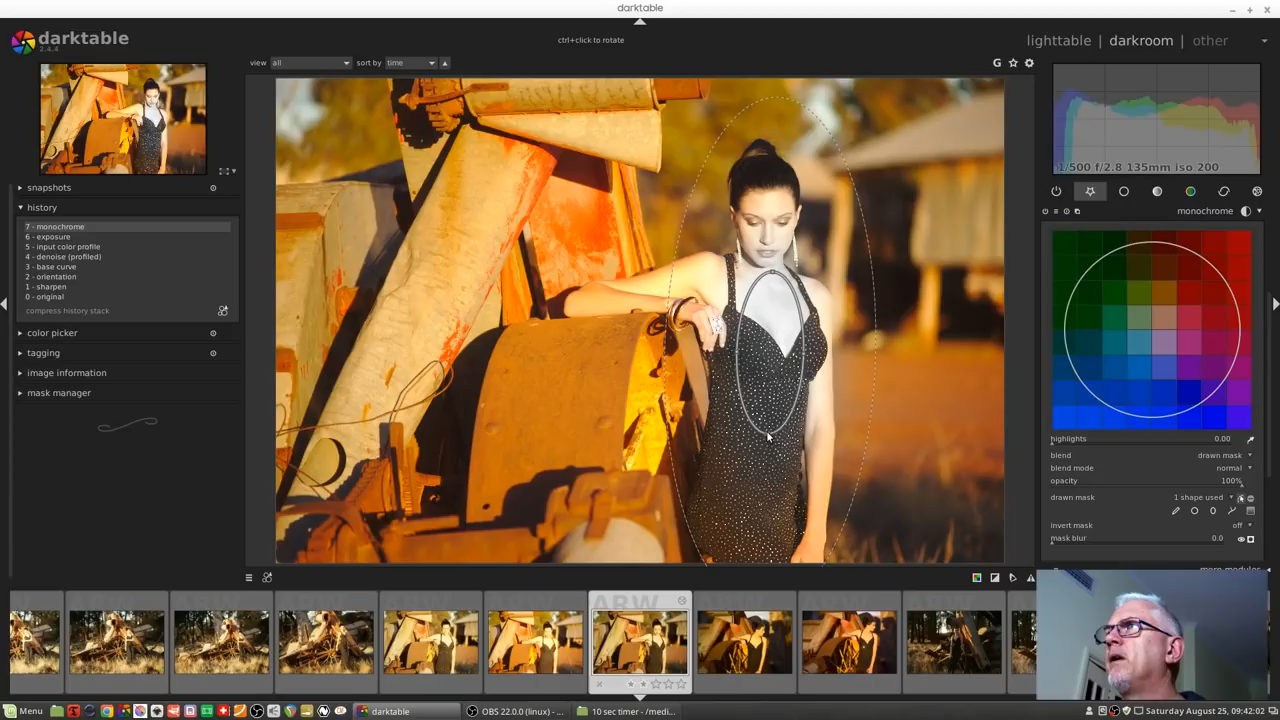 darktable
darktable
2.4.4
ctrl+click to rotate
lighttable | darkroom | other
view all sort by time
G
1/500 f/2.8 135mm iso 200
snapshots
history
7 - monochrome
6 - exposure
5 - input color profile
4 - denoise (profiled)
3 - base curve
2 - orientation
1 - sharpen
0 - original
compress history stack
color picker
tagging
image information
mask manager
monochrome
highlights 0.00
blend drawn mask
blend mode normal
opacity 100%
drawn mask 1 shape used
invert mask off
mask blur 0.0
more modules
ARW
Menu
darktable
OBS 22.0.0 (linux) - ...
10 sec timer - /medi...
Saturday August 25, 09:42:02